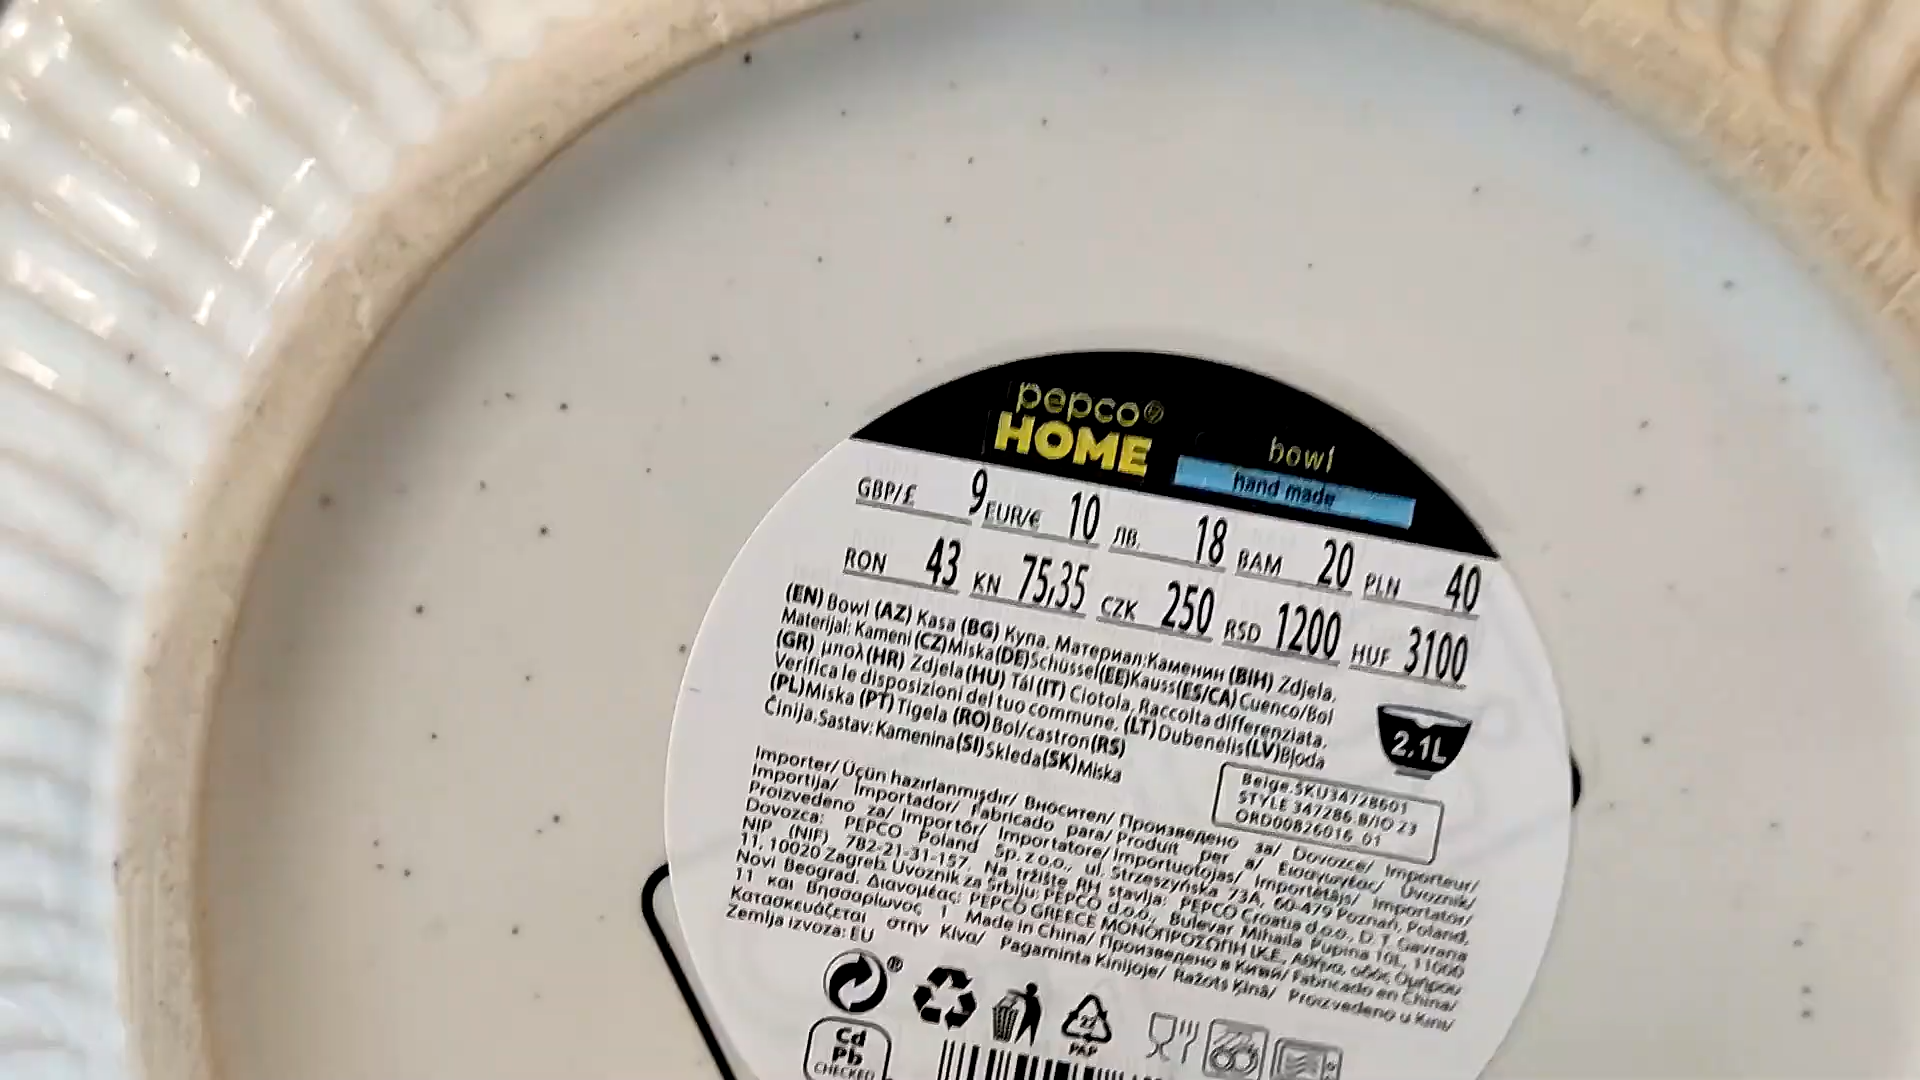 pepco®
HOME
bowl
hand made
GBP/£ 9 EUR/€ 10 ЛВ. 18 BAM 20 PLN 40
RON 43 KN 75,35 CZK 250 RSD 1200 HUF 3100
(EN) Bowl (AZ) Kasa (BG) Купа. Материал:Каменин (BIH) Zdjela.
Materijal: Kameni (CZ)Miska(DE)Schüssel(EE)Kauss(ES/CA)Cuenco/Bol
(GR) μπολ(HR) Zdjela(HU) Tál(IT) Ciotola. Raccolta differenziata.
Verifica le disposizioni del tuo commune. (LT)Dubenėlis(LV)Bļoda
(PL)Miska (PT)Tigela (RO)Bol/castron(RS)
Činija.Sastav: Kamenina(SI)Skleda(SK)Miska
2.1L
Beige.SKU34728601
STYLE 347286.B/IO 23
ORD00826016_01
Importer/ Üçün hazırlanmışdır/ Вносител/ Произведено за/ Dovozce/ Importeur/
Importija/ Importador/ Fabricado para/ Produit per a/ Εισαγωγέας/ Uvoznik/
Proizvedeno za/ Importőr/ Importatore/ Importuotojas/ Importētājs/ Importator/
Dovozca: PEPCO Poland Sp. z o.o., ul. Strzeszyńska 73A, 60-479 Poznań, Poland,
NIP (NIF) 782-21-31-157. Na tržište RH stavlja: PEPCO Croatia d.o.o., D. T. Gavrana
11, 10020 Zagreb. Uvoznik za Srbiju: PEPCO d.o.o., Bulevar Mihaila Pupina 10L, 11000
Novi Beograd. Διανομέας: PEPCO GREECE ΜΟΝΟΠΡΟΣΩΠΗ Ι.Κ.Ε, Αθήνα, οδός Ομήρου
11 και Βησσαρίωνος 1 Made in China/ Произведено в Китай/ Fabricado en China/
Κατασκευάζεται στην Κίνα/ Pagaminta Kinijoje/ Ražots Ķīnā/ Proizvedeno u Kini/
Zemlja izvoza: EU
®
22
PAP
Cd
Pb
CHECKED